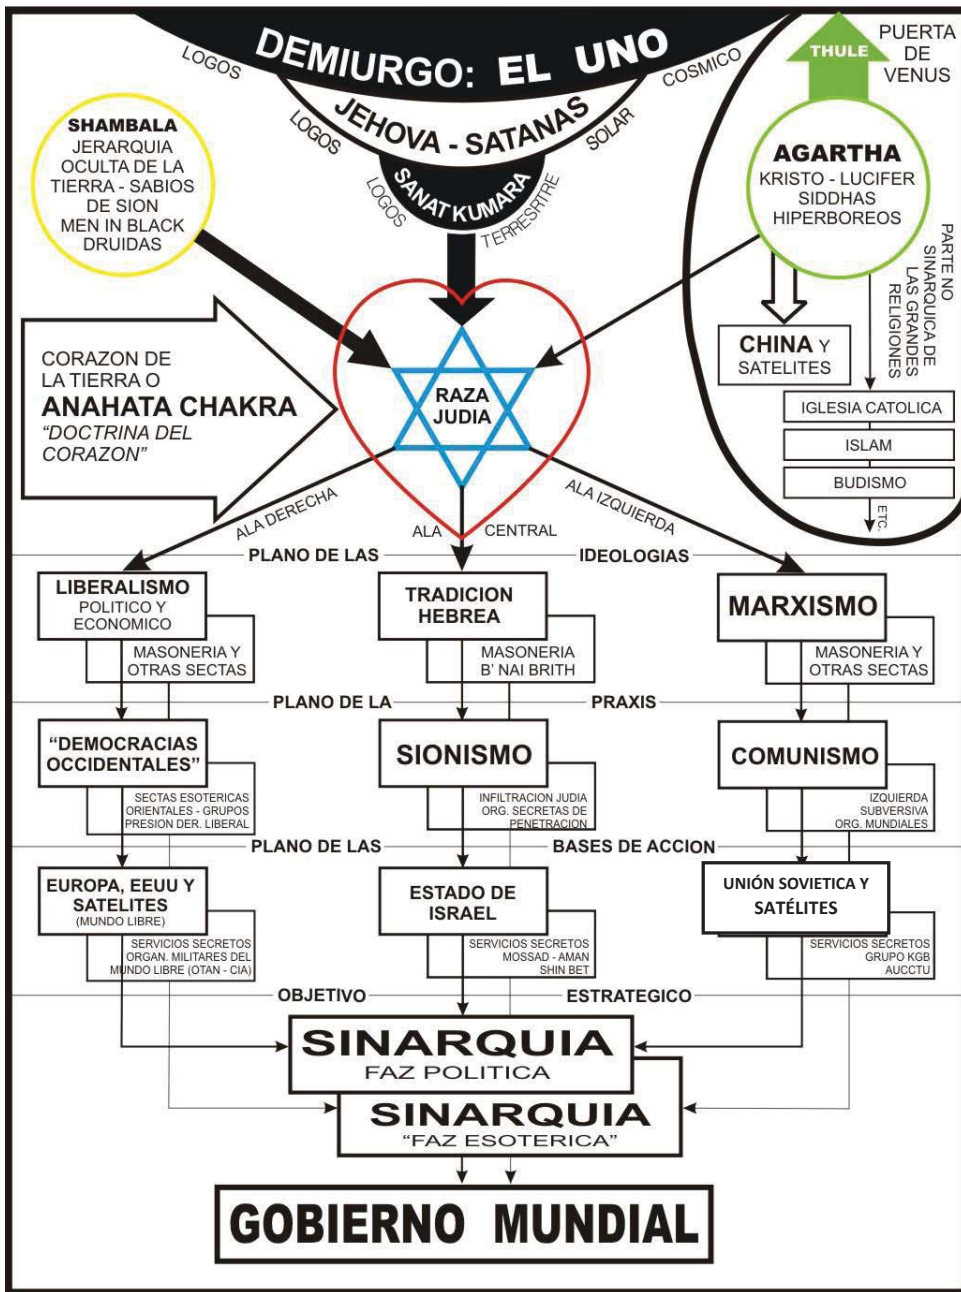 DEMIURGO: EL UNO
LOGOS
COSMICO
JEHOVA - SATANAS
LOGOS
SOLAR
SANAT KUMARA
LOGOS
TERRESRTRE
SHAMBALA
JERARQUIA
OCULTA DE LA
TIERRA - SABIOS
DE SION
MEN IN BLACK
DRUIDAS
THULE
PUERTA
DE
VENUS
AGARTHA
KRISTO - LUCIFER
SIDDHAS
HIPERBOREOS
PARTE NO
SINARQUICA DE
LAS GRANDES
RELIGIONES
CHINA Y
SATELITES
IGLESIA CATOLICA
ISLAM
BUDISMO
ETC.
CORAZON DE
LA TIERRA O
ANAHATA CHAKRA
“DOCTRINA DEL
CORAZON”
RAZA
JUDIA
ALA DERECHA
ALA CENTRAL
ALA IZQUIERDA
PLANO DE LAS IDEOLOGIAS
LIBERALISMO
POLITICO Y
ECONOMICO
MASONERIA Y
OTRAS SECTAS
TRADICION
HEBREA
MASONERIA
B’ NAI BRITH
MARXISMO
MASONERIA Y
OTRAS SECTAS
PLANO DE LA PRAXIS
“DEMOCRACIAS
OCCIDENTALES”
SECTAS ESOTERICAS
ORIENTALES - GRUPOS
PRESION DER. LIBERAL
SIONISMO
INFILTRACION JUDIA
ORG. SECRETAS DE
PENETRACION
COMUNISMO
IZQUIERDA
SUBVERSIVA
ORG. MUNDIALES
PLANO DE LAS BASES DE ACCION
EUROPA, EEUU Y
SATELITES
(MUNDO LIBRE)
SERVICIOS SECRETOS
ORGAN. MILITARES DEL
MUNDO LIBRE (OTAN - CIA)
ESTADO DE
ISRAEL
SERVICIOS SECRETOS
MOSSAD - AMAN
SHIN BET
UNIÓN SOVIETICA Y
SATÉLITES
SERVICIOS SECRETOS
GRUPO KGB
AUCCTU
OBJETIVO ESTRATEGICO
SINARQUIA
FAZ POLITICA
SINARQUIA
“FAZ ESOTERICA”
GOBIERNO MUNDIAL